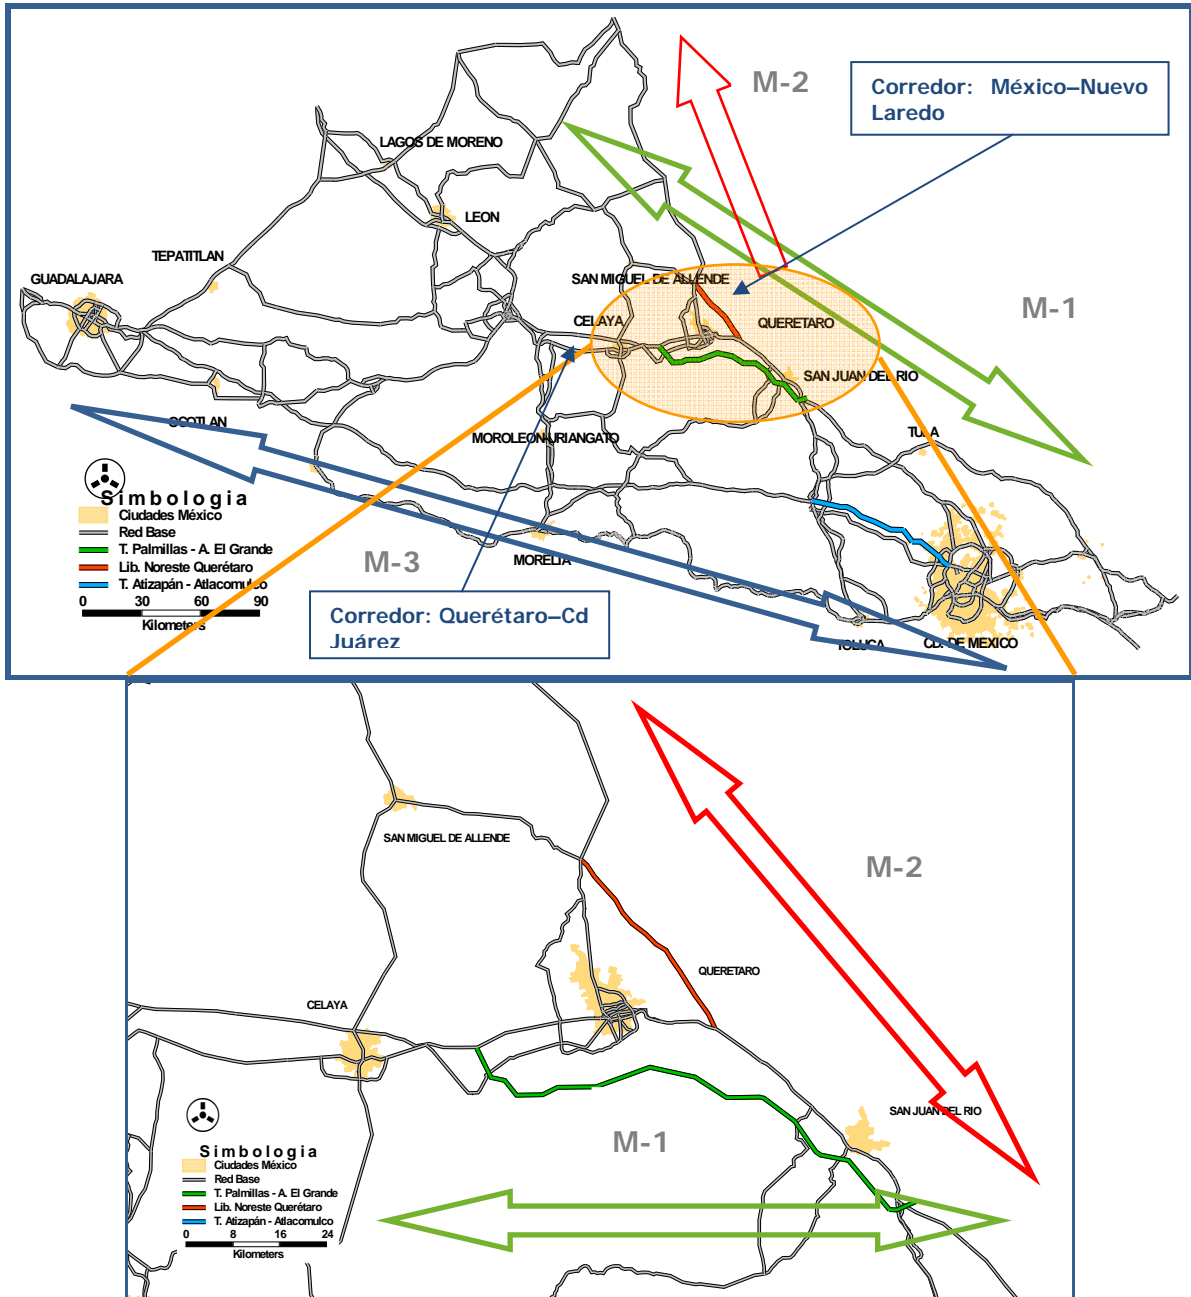 M-2
Corredor: México–Nuevo
Laredo
LAGOS DE MORENO
LEON
TEPATITLAN
GUADALAJARA
SAN MIGUEL DE ALLENDE
M-1
CELAYA
QUERETARO
SAN JUAN DEL RIO
OCOTLAN
MOROLEON-URIANGATO
TULA
Simbologia
Ciudades México
Red Base
T. Palmillas - A. El Grande
Lib. Noreste Querétaro
T. Atizapán - Atlacomulco
0 30 60 90
Kilometers
M-3
MORELIA
Corredor: Querétaro–Cd
Juárez
TOLUCA
CD. DE MEXICO
SAN MIGUEL DE ALLENDE
M-2
QUERETARO
CELAYA
SAN JUAN DEL RIO
M-1
Simbologia
Ciudades México
Red Base
T. Palmillas - A. El Grande
Lib. Noreste Querétaro
T. Atizapán - Atlacomulco
0 8 16 24
Kilometers